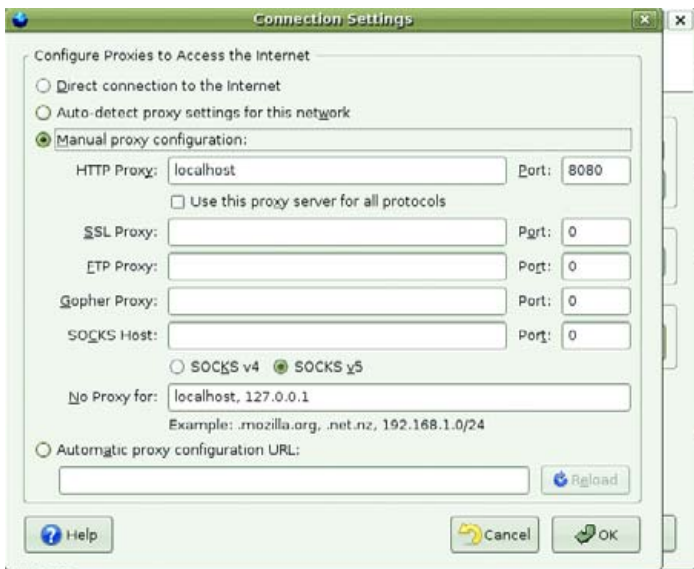 Connection Settings
Configure Proxies to Access the Internet
Direct connection to the Internet
Auto-detect proxy settings for this network
Manual proxy configuration:
HTTP Proxy: localhost Port: 8080
Use this proxy server for all protocols
SSL Proxy: Port: 0
FTP Proxy: Port: 0
Gopher Proxy: Port: 0
SOCKS Host: Port: 0
SOCKS v4 SOCKS v5
No Proxy for: localhost, 127.0.0.1
Example: .mozilla.org, .net.nz, 192.168.1.0/24
Automatic proxy configuration URL:
Reload
Help Cancel OK